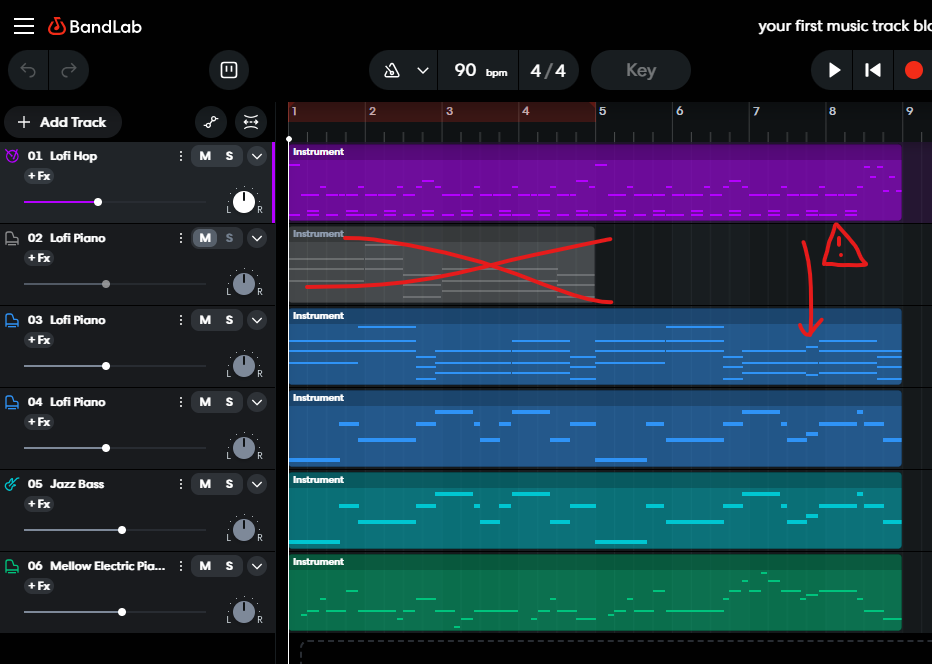 BandLab
your first music track blo
90 bpm
4/4
Key
+ Add Track
1 2 3 4 5 6 7 8 9
01 Lofi Hop
M S
+ Fx
L R
Instrument
02 Lofi Piano
M S
+ Fx
L R
Instrument
!
03 Lofi Piano
M S
+ Fx
L R
Instrument
04 Lofi Piano
M S
+ Fx
L R
Instrument
05 Jazz Bass
M S
+ Fx
L R
Instrument
06 Mellow Electric Pia...
M S
+ Fx
L R
Instrument